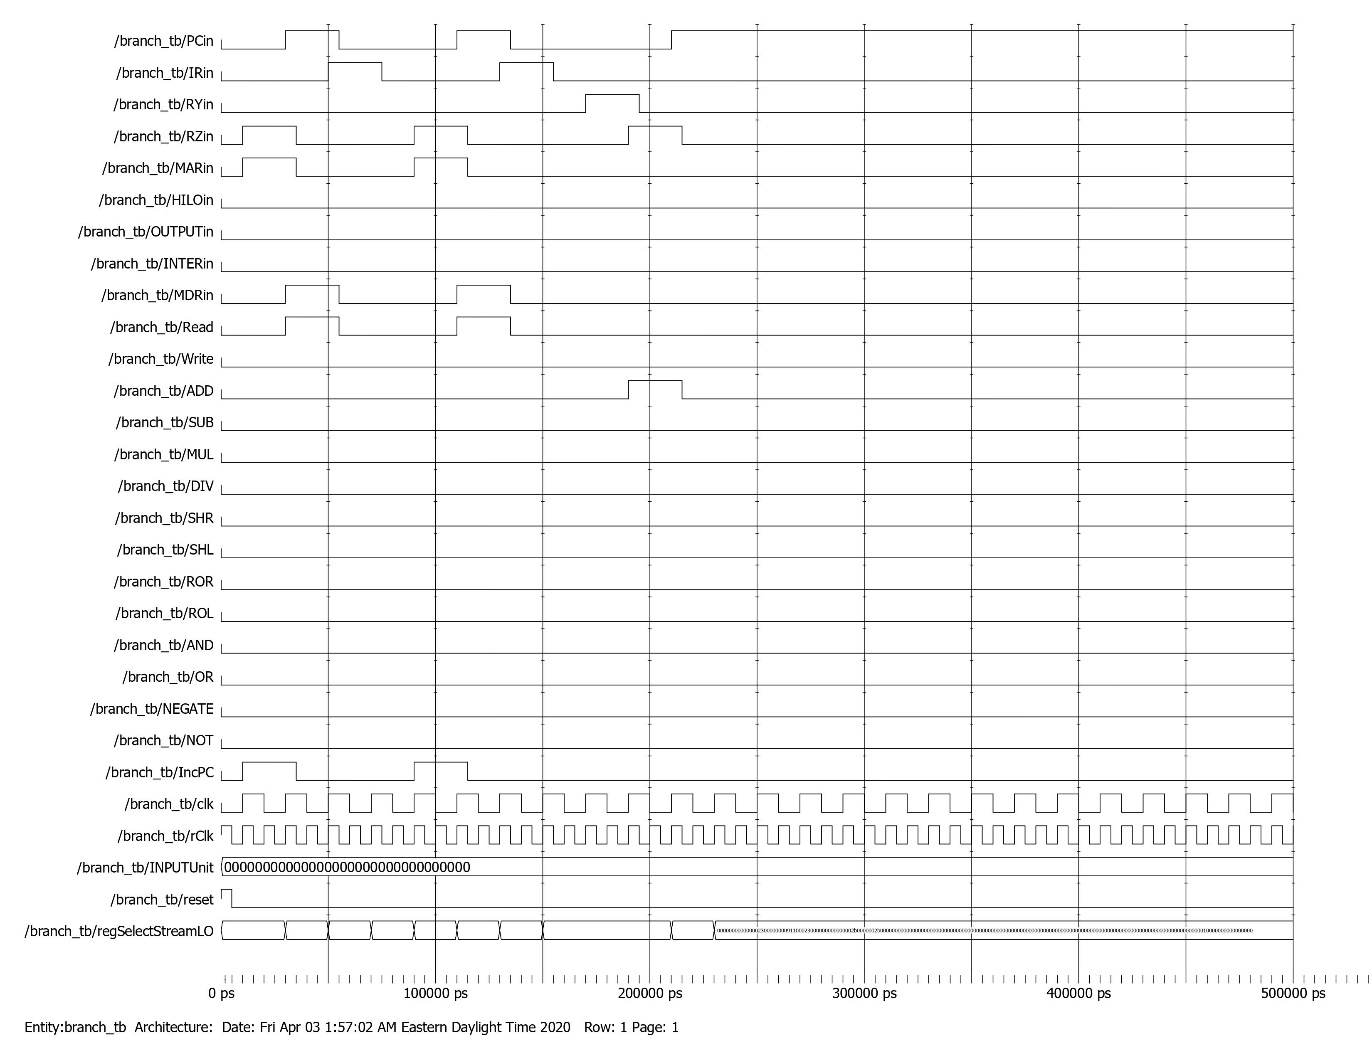 /branch_tb/PCin
/branch_tb/IRin
/branch_tb/RYin
/branch_tb/RZin
/branch_tb/MARin
/branch_tb/HILOin
/branch_tb/OUTPUTin
/branch_tb/INTERin
/branch_tb/MDRin
/branch_tb/Read
/branch_tb/Write
/branch_tb/ADD
/branch_tb/SUB
/branch_tb/MUL
/branch_tb/DIV
/branch_tb/SHR
/branch_tb/SHL
/branch_tb/ROR
/branch_tb/ROL
/branch_tb/AND
/branch_tb/OR
/branch_tb/NEGATE
/branch_tb/NOT
/branch_tb/IncPC
/branch_tb/clk
/branch_tb/rClk
/branch_tb/INPUTUnit 00000000000000000000000000000000
/branch_tb/reset
/branch_tb/regSelectStreamLO
0 ps 100000 ps 200000 ps 300000 ps 400000 ps 500000 ps
Entity:branch_tb Architecture: Date: Fri Apr 03 1:57:02 AM Eastern Daylight Time 2020 Row: 1 Page: 1